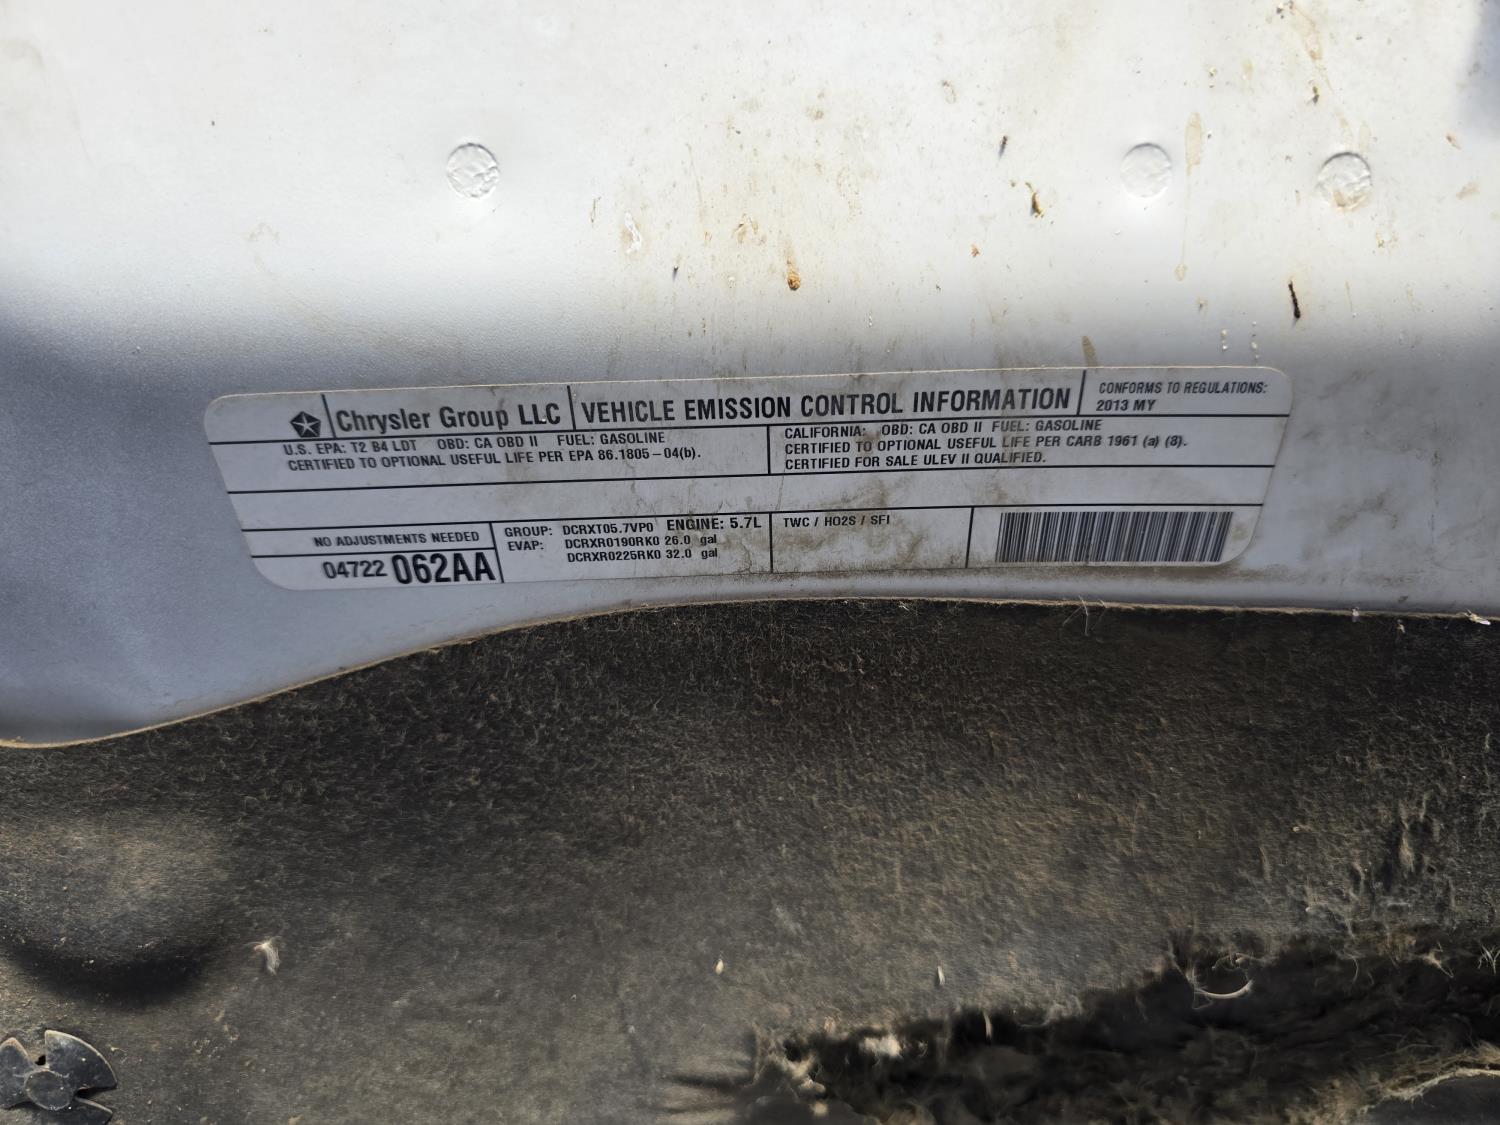 Chrysler Group LLC
VEHICLE EMISSION CONTROL INFORMATION
CONFORMS TO REGULATIONS:
2013 MY
U.S. EPA: T2 B4 LDT OBD: CA OBD II FUEL: GASOLINE
CERTIFIED TO OPTIONAL USEFUL LIFE PER EPA 86.1805-04(b).
CALIFORNIA: OBD: CA OBD II FUEL: GASOLINE
CERTIFIED TO OPTIONAL USEFUL LIFE PER CARB 1961 (a) (8).
CERTIFIED FOR SALE ULEV II QUALIFIED.
NO ADJUSTMENTS NEEDED
04722 062AA
GROUP: DCRXT05.7VP0 ENGINE: 5.7L
EVAP: DCRXR0190RK0 26.0 gal
DCRXR0225RK0 32.0 gal
TWC / HO2S / SFI